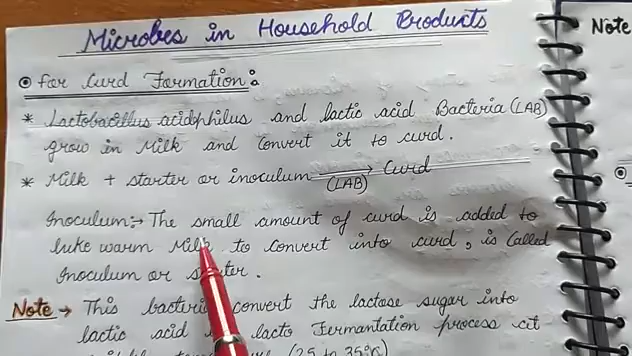 Microbes in Household Products
Note
⊙ For Curd Formation:
* Lactobacillus acidophilus and lactic acid Bacteria (LAB)
grow in Milk and Convert it to curd.
* Milk + starter or inoculum → Curd
(LAB)
Inoculum:→ The small amount of curd is added to
luke warm Milk to convert into curd, is Called
Inoculum or starter.
Note → This bacteria convert the lactose sugar into
lactic acid lacto Fermantation process
(25 to 35°C)